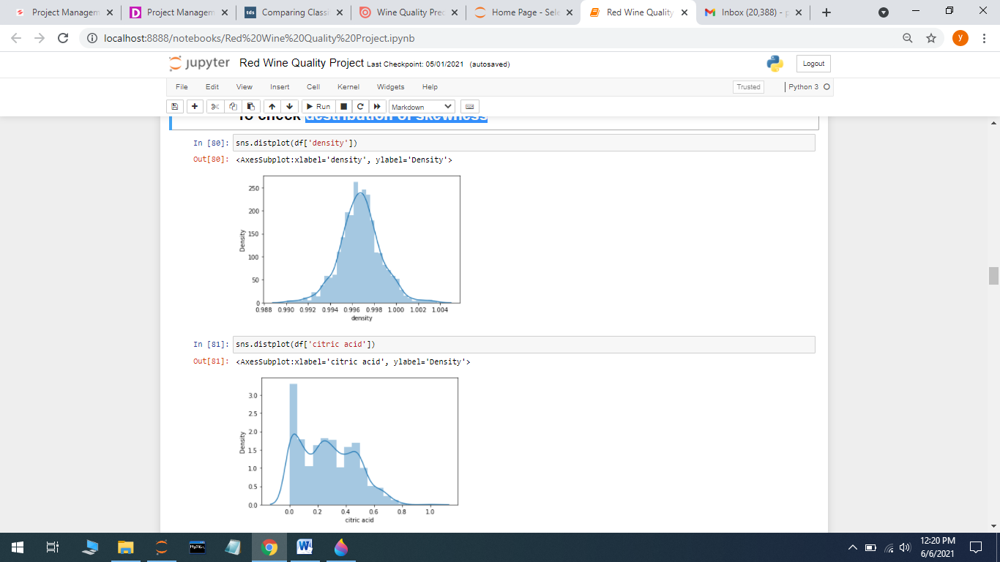 Project Managem
Project Managem
tds Comparing Classi
Wine Quality Prec
Home Page - Sele
Red Wine Quality
Inbox (20,388) - p
localhost:8888/notebooks/Red%20Wine%20Quality%20Project.ipynb
y
jupyter Red Wine Quality Project Last Checkpoint: 05/01/2021 (autosaved)
Logout
File Edit View Insert Cell Kernel Widgets Help
Trusted Python 3
Run Markdown
To check destribution of skewness
In [80]: sns.distplot(df['density'])
Out[80]: <AxesSubplot:xlabel='density', ylabel='Density'>
250
200
150
100
50
0
Density
0.988 0.990 0.992 0.994 0.996 0.998 1.000 1.002 1.004
density
In [81]: sns.distplot(df['citric acid'])
Out[81]: <AxesSubplot:xlabel='citric acid', ylabel='Density'>
3.0
2.5
2.0
1.5
1.0
0.5
0.0
Density
0.0 0.2 0.4 0.6 0.8 1.0
citric acid
MySQL
W
12:20 PM
6/6/2021